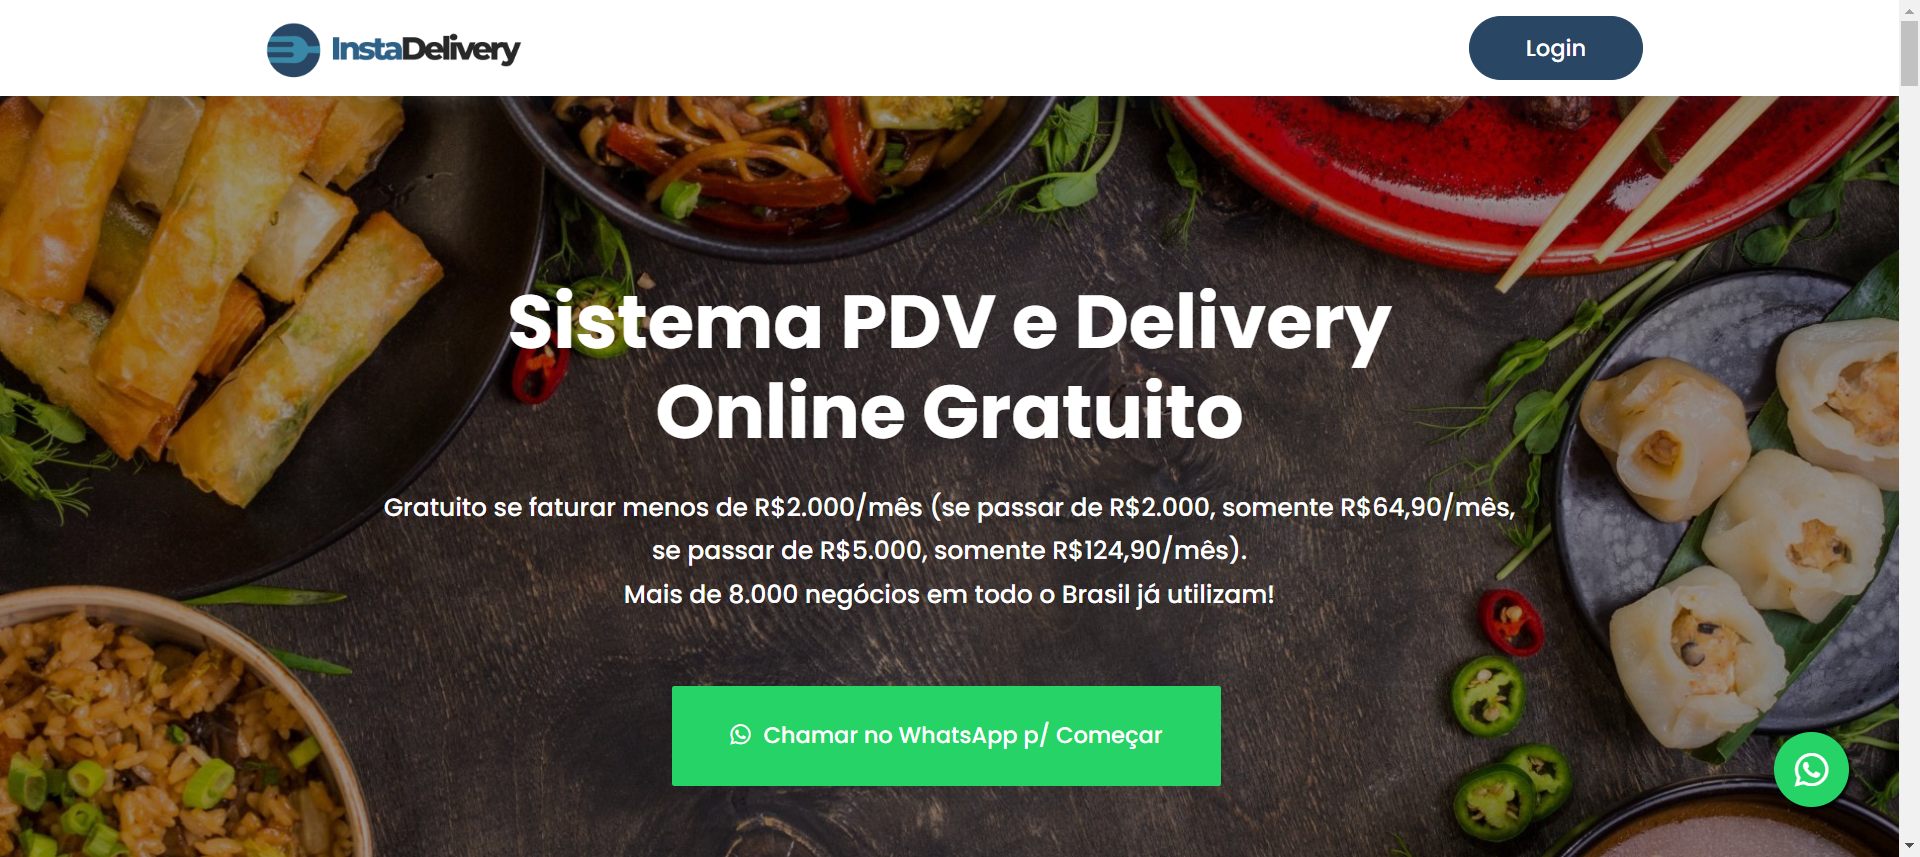 InstaDelivery
Login
Sistema PDV e Delivery
Online Gratuito
Gratuito se faturar menos de R$2.000/mês (se passar de R$2.000, somente R$64,90/mês,
se passar de R$5.000, somente R$124,90/mês).
Mais de 8.000 negócios em todo o Brasil já utilizam!
Chamar no WhatsApp p/ Começar